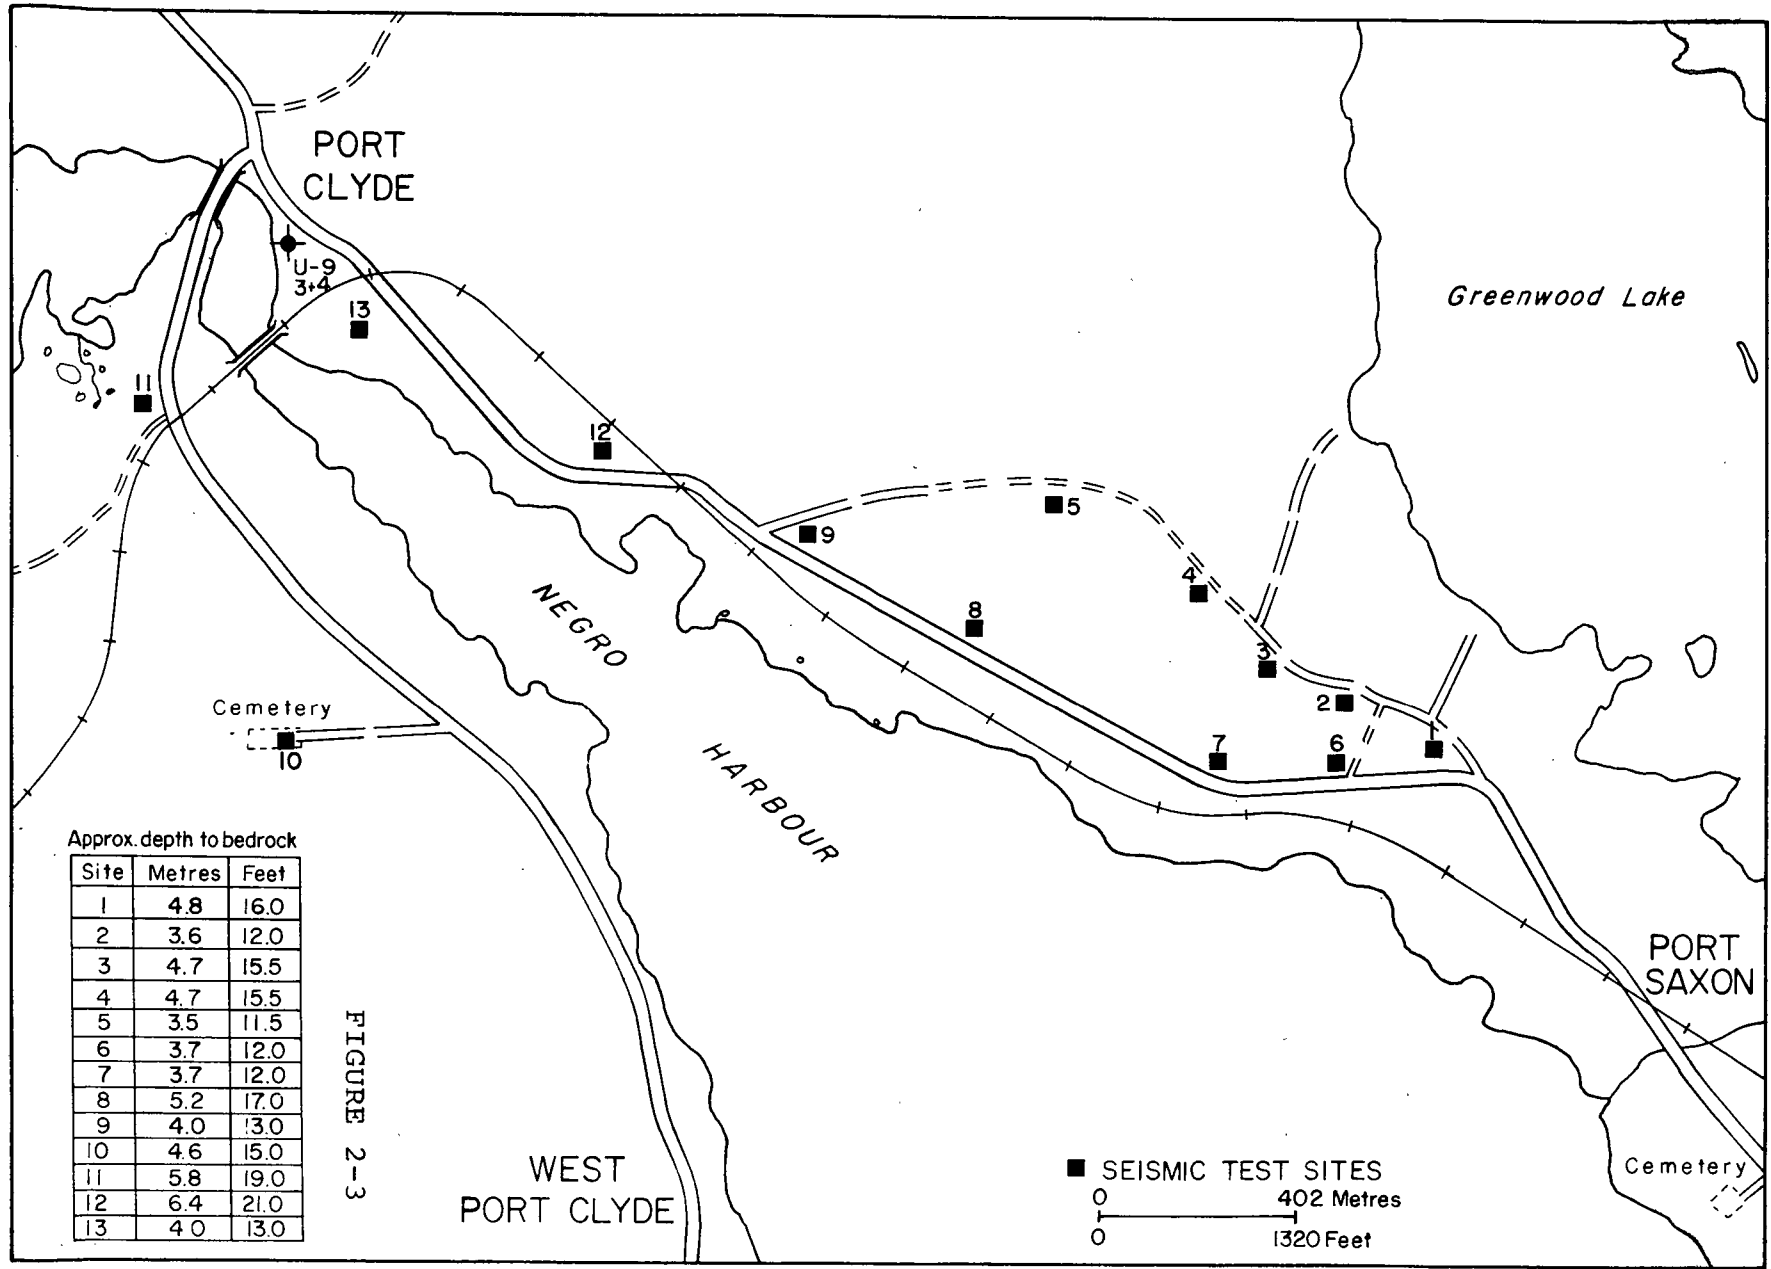 PORT
CLYDE
U-9
3+4
13
11
12
Greenwood Lake
5
9
4
8
3
2
1
7
6
NEGRO
HARBOUR
Cemetery
10
Approx. depth to bedrock
Site Metres Feet
1 4.8 16.0
2 3.6 12.0
3 4.7 15.5
4 4.7 15.5
5 3.5 11.5
6 3.7 12.0
7 3.7 12.0
8 5.2 17.0
9 4.0 13.0
10 4.6 15.0
11 5.8 19.0
12 6.4 21.0
13 4 0 13.0
FIGURE 2-3
WEST
PORT CLYDE
PORT
SAXON
Cemetery
SEISMIC TEST SITES
0 402 Metres
0 1320 Feet